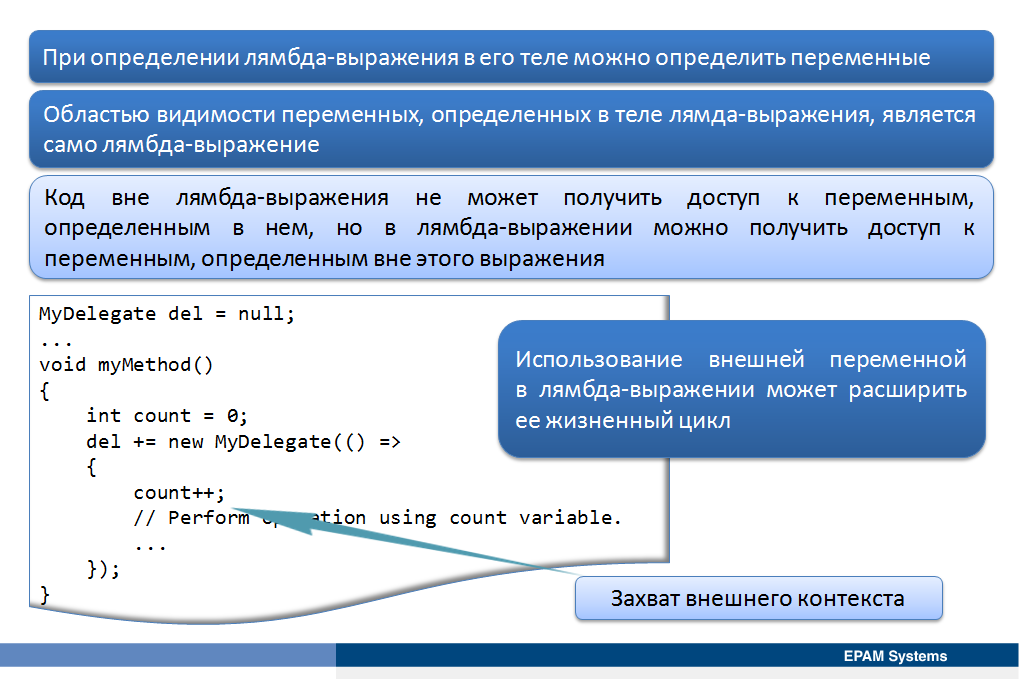 При определении лямбда-выражения в его теле можно определить переменные
Областью видимости переменных, определенных в теле лямда-выражения, является
само лямбда-выражение
Код вне лямбда-выражения не может получить доступ к переменным,
определенным в нем, но в лямбда-выражении можно получить доступ к
переменным, определенным вне этого выражения
MyDelegate del = null;
...
void myMethod()
{
    int count = 0;
    del += new MyDelegate(() =>
    {
        count++;
        // Perform operation using count variable.
        ...
    });
}
Использование внешней переменной
в лямбда-выражении может расширить
ее жизненный цикл
Захват внешнего контекста
EPAM Systems